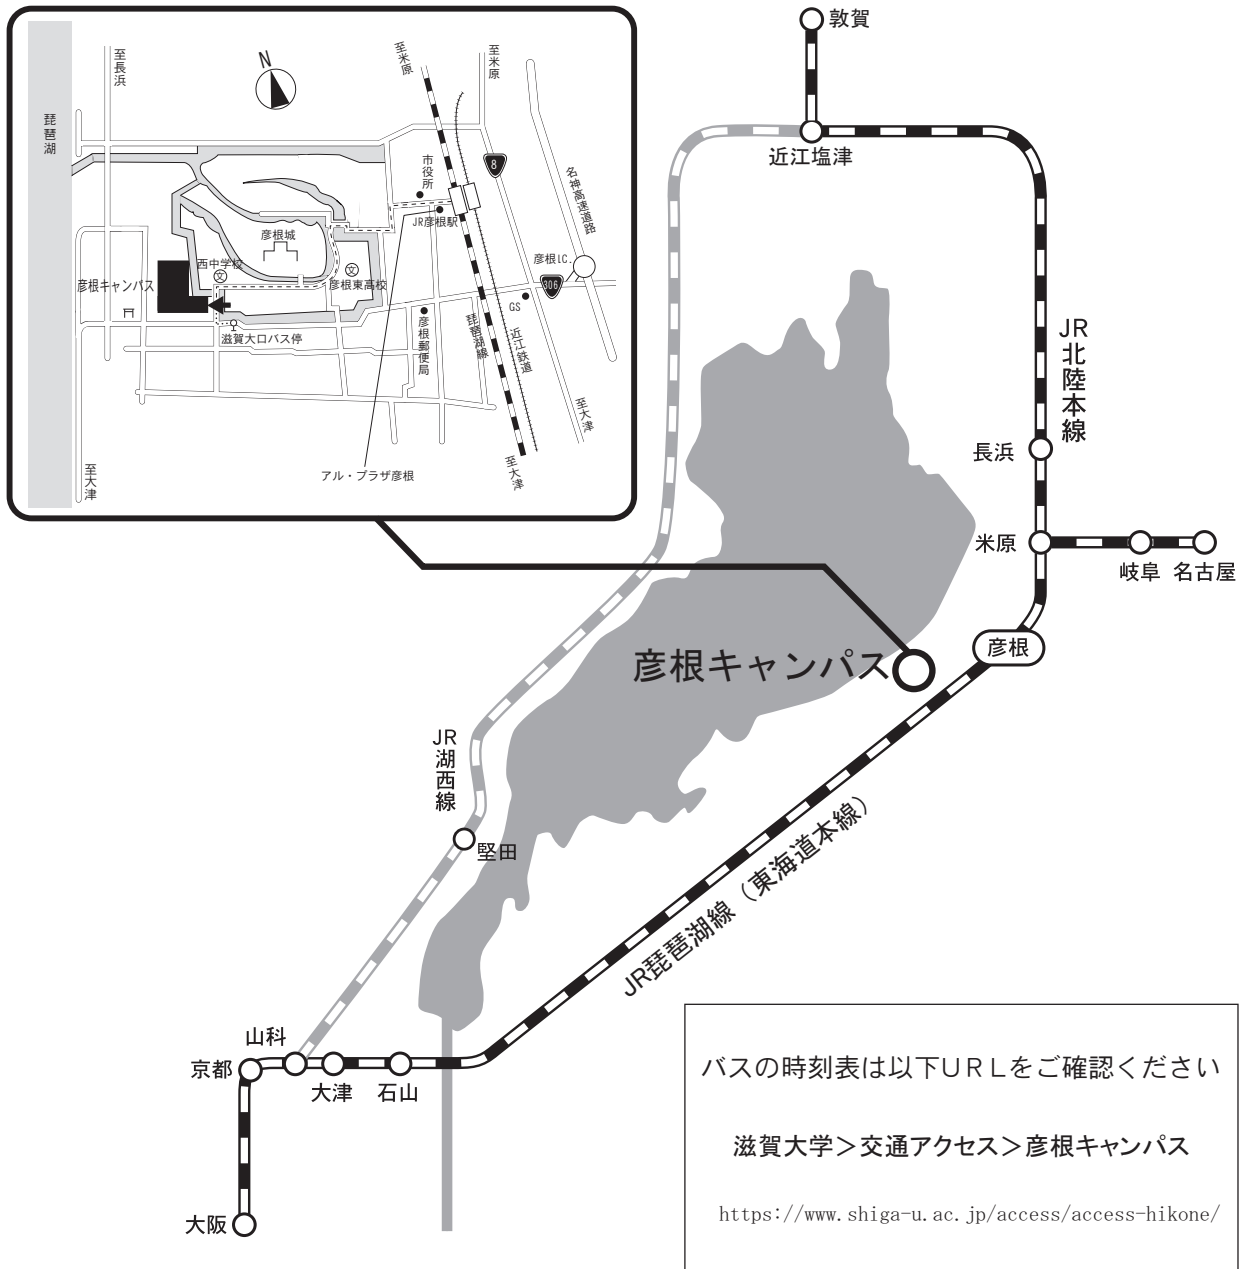 至長浜
琵琶湖
N
至米原
至米原
8
名神高速道路
市役所
JR彦根駅
彦根城
西中学校
文
文
彦根東高校
彦根IC.
306
彦根キャンパス
GS
滋賀大口バス停
彦根郵便局
琵琶湖線
近江鉄道
至大津
至大津
至大津
アル・プラザ彦根
敦賀
近江塩津
JR北陸本線
長浜
米原
岐阜
名古屋
彦根
彦根キャンパス
JR湖西線
堅田
JR琵琶湖線（東海道本線）
山科
京都
大津
石山
大阪
バスの時刻表は以下ＵＲＬをご確認ください
滋賀大学＞交通アクセス＞彦根キャンパス
https://www.shiga-u.ac.jp/access/access-hikone/